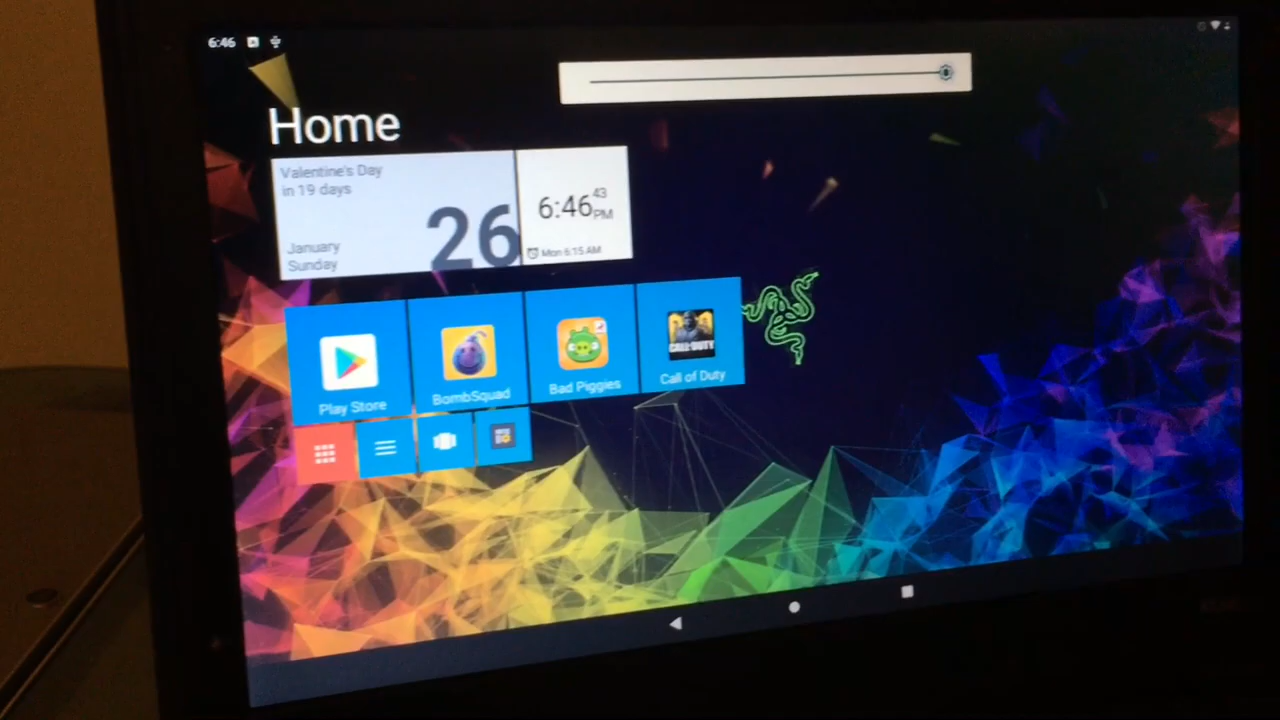 6:46
Home
Valentine's Day
in 19 days
26
January
Sunday
6:46 43 PM
Mon 6:15 AM
Play Store
BombSquad
Bad Piggies
CALL OF DUTY
Call of Duty